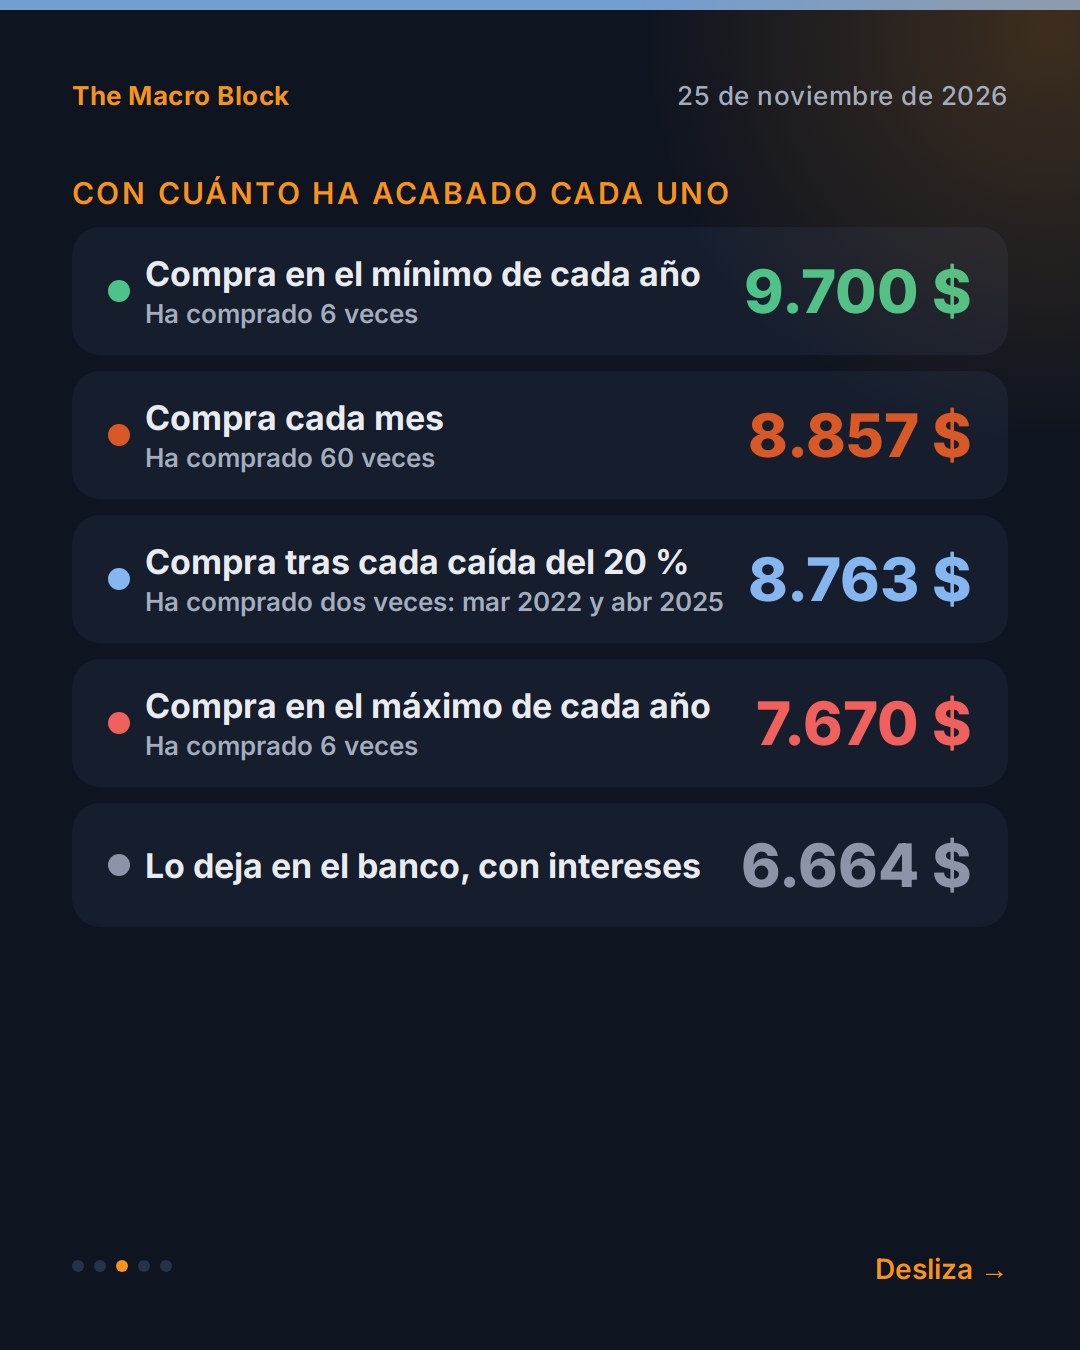 The Macro Block
25 de noviembre de 2026
CON CUÁNTO HA ACABADO CADA UNO
Compra en el mínimo de cada año
Ha comprado 6 veces
9.700 $
Compra cada mes
Ha comprado 60 veces
8.857 $
Compra tras cada caída del 20 %
Ha comprado dos veces: mar 2022 y abr 2025
8.763 $
Compra en el máximo de cada año
Ha comprado 6 veces
7.670 $
Lo deja en el banco, con intereses
6.664 $
Desliza →